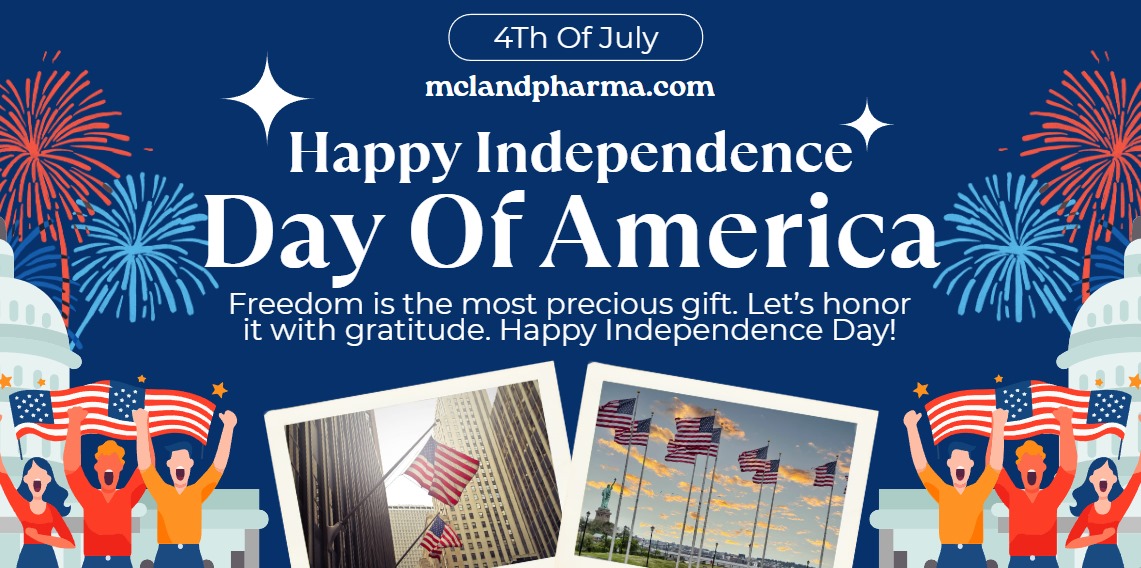 4Th Of July
mclandpharma.com
Happy Independence
Day Of America
Freedom is the most precious gift. Let's honor
it with gratitude. Happy Independence Day!